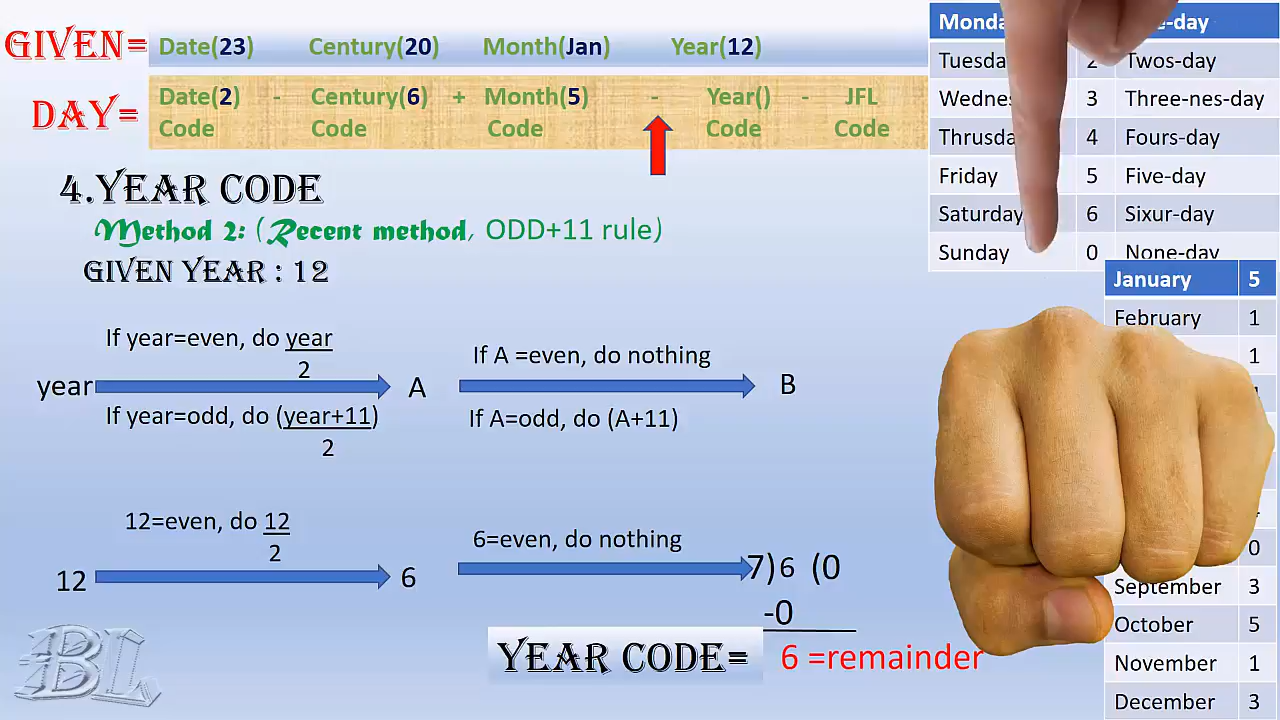 GIVEN= Date(23) Century(20) Month(Jan) Year(12)
DAY= Date(2) - Century(6) + Month(5) - Year() - JFL
Code Code Code Code Code
4.YEAR CODE
Method 2: (Recent method, ODD+11 rule)
GIVEN YEAR : 12
If year=even, do year
2
year A
If year=odd, do (year+11)
2
If A =even, do nothing
B
If A=odd, do (A+11)
12=even, do 12
2
12 6
6=even, do nothing
7)6 (0
-0
YEAR CODE= 6 =remainder
BL
e-day
2 Twos-day
3 Three-nes-day
Thrusda 4 Fours-day
Friday 5 Five-day
Saturday 6 Sixur-day
Sunday 0 None-day
January 5
February 1
1
0
September 3
October 5
November 1
December 3